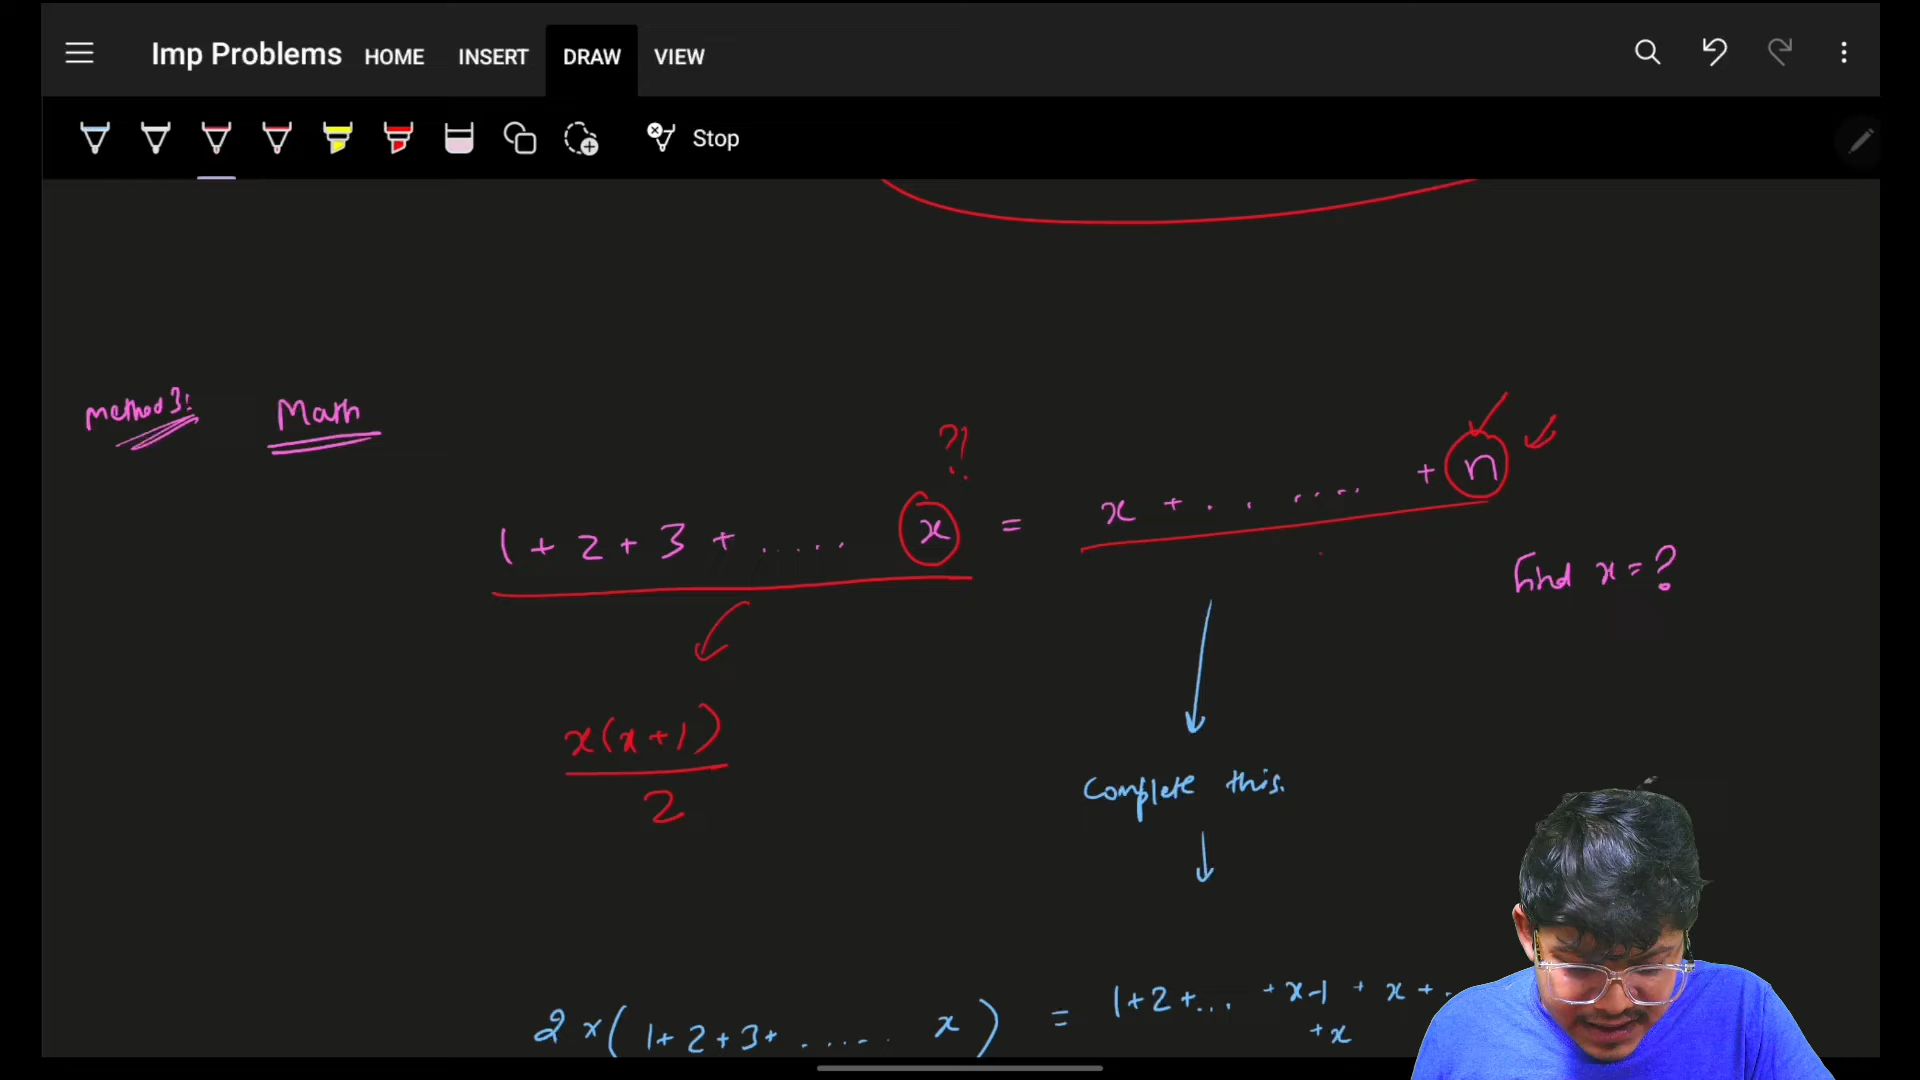 Imp Problems HOME INSERT DRAW VIEW
Stop
Method 3: Math
?!
1 + 2 + 3 + ..... x = x + . . .... + n
Find x = ?
x(x+1)
2
Complete this.
2 x ( 1+ 2 +3+ ..... x ) = 1+2+... +x-1 + x + .
+x